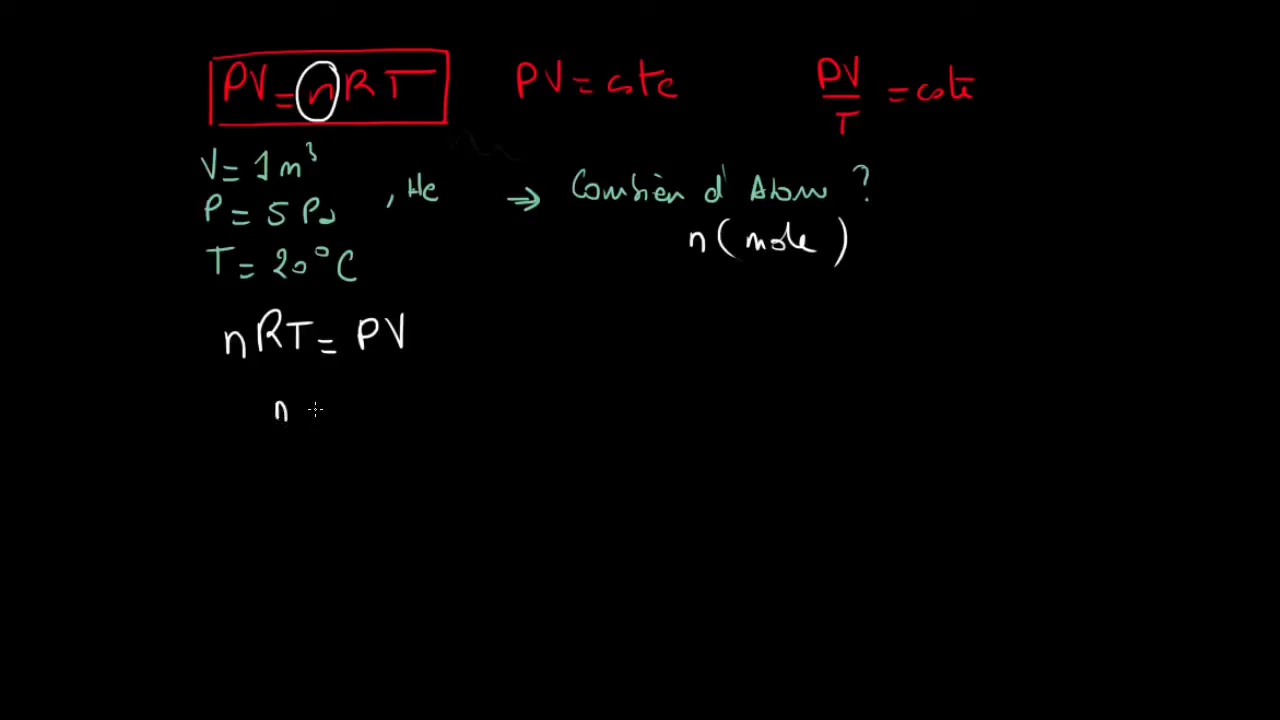 PV = nRT PV = cste PV/T = cste
V = 1 m³
P = 5 Pa , He ⇒ Combien d' Atom ?
n (mole)
T = 20°C
nRT = PV
n